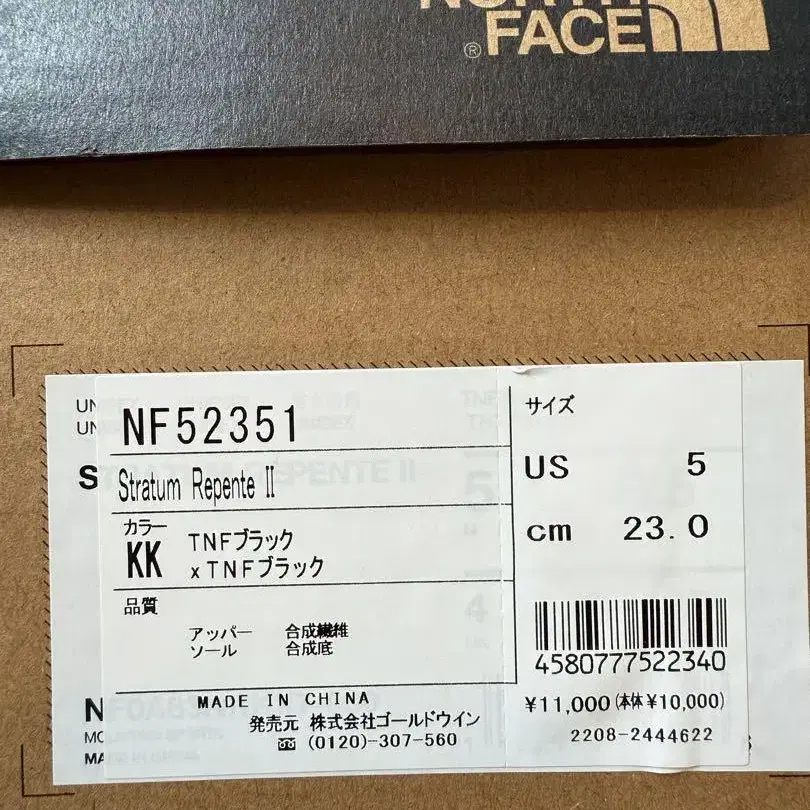 NORTH
FACE
®
NF52351
Stratum Repente Ⅱ
カラー
KK TNFブラック
xTNFブラック
品質
アッパー 合成繊維
ソール 合成底
MADE IN CHINA
発売元 株式会社ゴールドウイン
(0120)-307-560
サイズ
US 5
cm 23.0
4580777522340
¥11,000(本体¥10,000)
2208-2444622